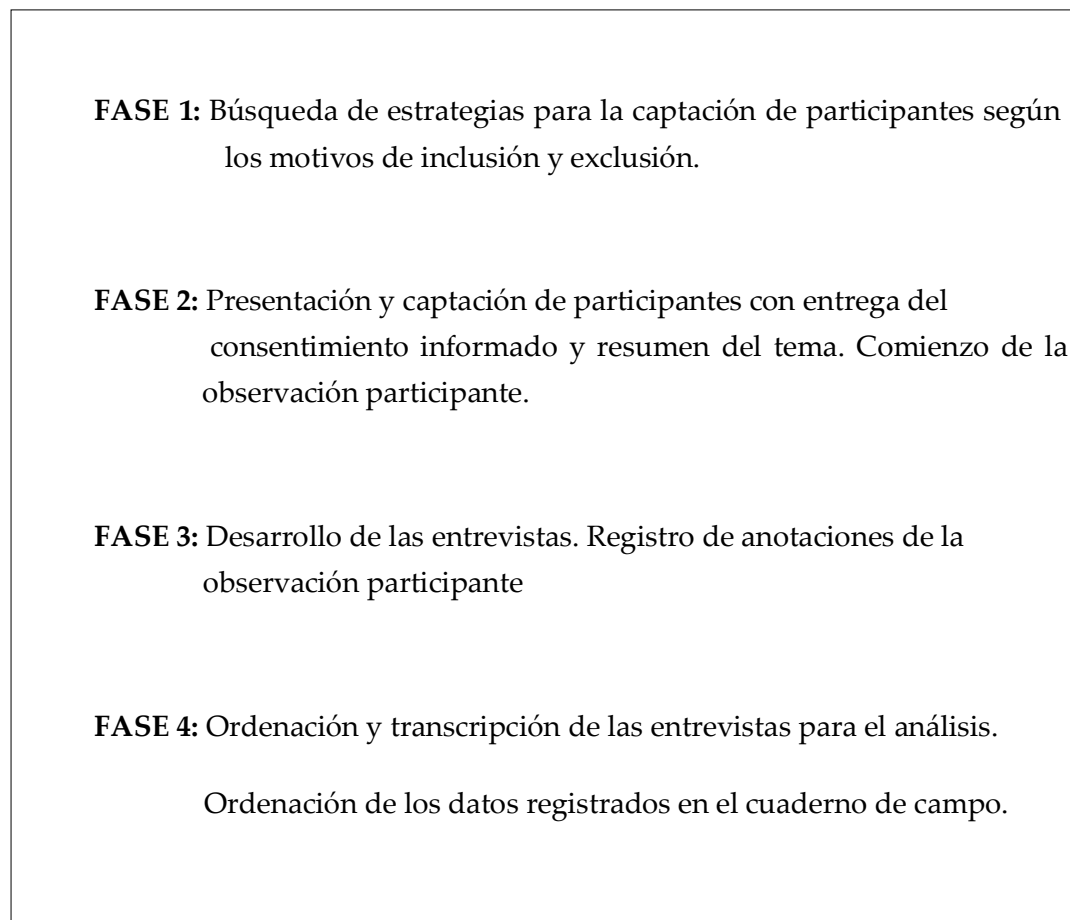 FASE 1: Búsqueda de estrategias para la captación de participantes según
los motivos de inclusión y exclusión.
FASE 2: Presentación y captación de participantes con entrega del
consentimiento informado y resumen del tema. Comienzo de la
observación participante.
FASE 3: Desarrollo de las entrevistas. Registro de anotaciones de la
observación participante
FASE 4: Ordenación y transcripción de las entrevistas para el análisis.
Ordenación de los datos registrados en el cuaderno de campo.